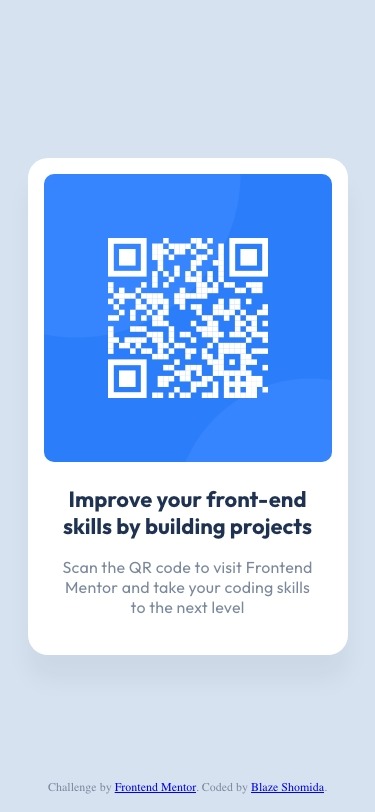 Improve your front-end
skills by building projects
Scan the QR code to visit Frontend
Mentor and take your coding skills
to the next level
Challenge by Frontend Mentor. Coded by Blaze Shomida.